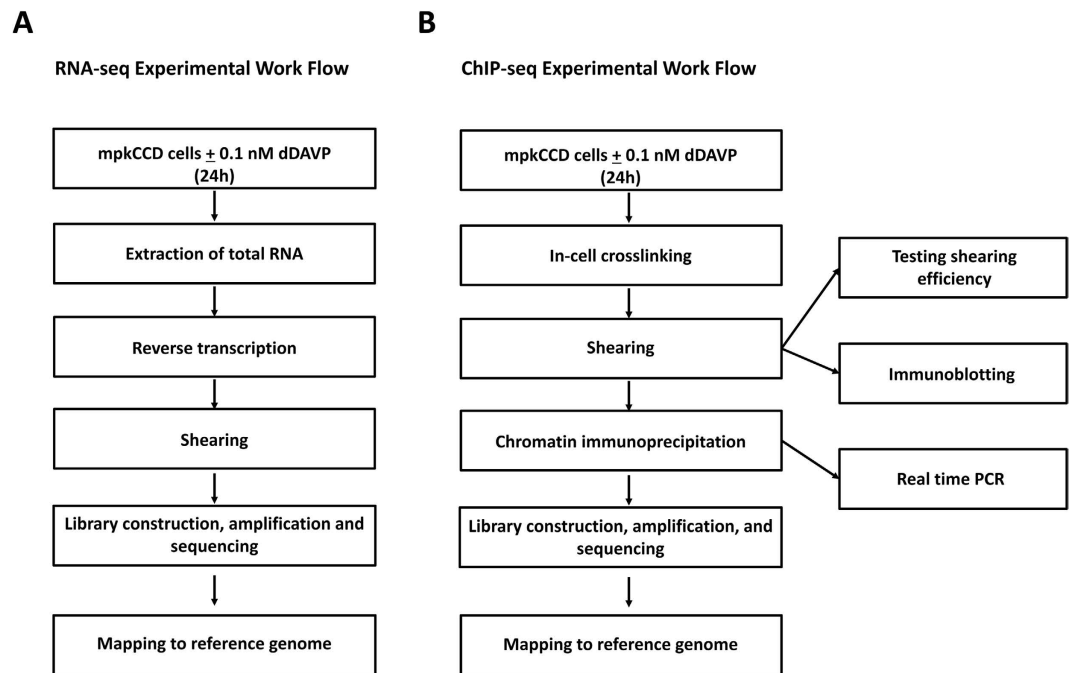 A
RNA-seq Experimental Work Flow
mpkCCD cells ± 0.1 nM dDAVP
(24h)
Extraction of total RNA
Reverse transcription
Shearing
Library construction, amplification and
sequencing
Mapping to reference genome
B
ChIP-seq Experimental Work Flow
mpkCCD cells ± 0.1 nM dDAVP
(24h)
In-cell crosslinking
Shearing
Chromatin immunoprecipitation
Library construction, amplification, and
sequencing
Mapping to reference genome
Testing shearing
efficiency
Immunoblotting
Real time PCR